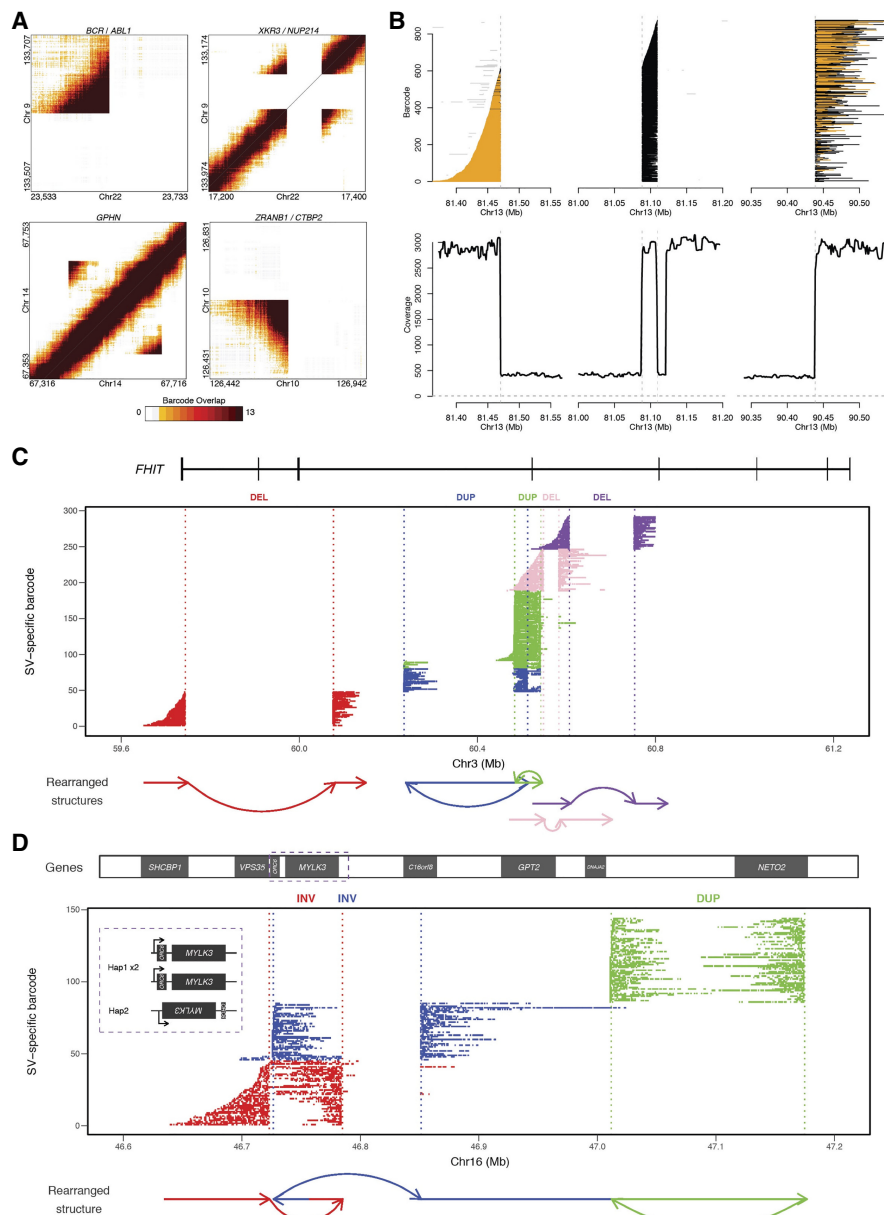 A
BCR / ABL1
133,707
Chr 9
133,507
23,533 Chr22 23,733
XKR3 / NUP214
133,174
Chr 9
133,974
17,200 Chr22 17,400
GPHN
67,753
Chr 14
67,353
67,316 Chr14 67,716
ZRANB1 / CTBP2
126,831
Chr 10
126,431
126,442 Chr10 126,942
Barcode Overlap
0 13
B
Barcode
800
600
400
200
0
81.40 81.45 81.50 81.55
Chr13 (Mb)
81.00 81.05 81.10 81.15 81.20
Chr13 (Mb)
90.35 90.40 90.45 90.50
Chr13 (Mb)
Coverage
3000
2500
2000
1500
1000
500
0
81.40 81.45 81.50 81.55
Chr13 (Mb)
81.00 81.05 81.10 81.15 81.20
Chr13 (Mb)
90.35 90.40 90.45 90.50
Chr13 (Mb)
C
FHIT
DEL DUP DUP DEL DEL
SV-specific barcode
300
250
200
150
100
50
0
59.6 60.0 60.4 60.8 61.2
Chr3 (Mb)
Rearranged
structures
D
Genes
SHCBP1 VPS35 ORC6 MYLK3 C16orf8 GPT2 DNAJA2 NETO2
INV INV DUP
SV-specific barcode
150
100
50
0
Hap1 x2
ORC6 MYLK3
ORC6 MYLK3
Hap2
MYLK3 ORC6
46.6 46.7 46.8 46.9 47.0 47.1 47.2
Chr16 (Mb)
Rearranged
structure